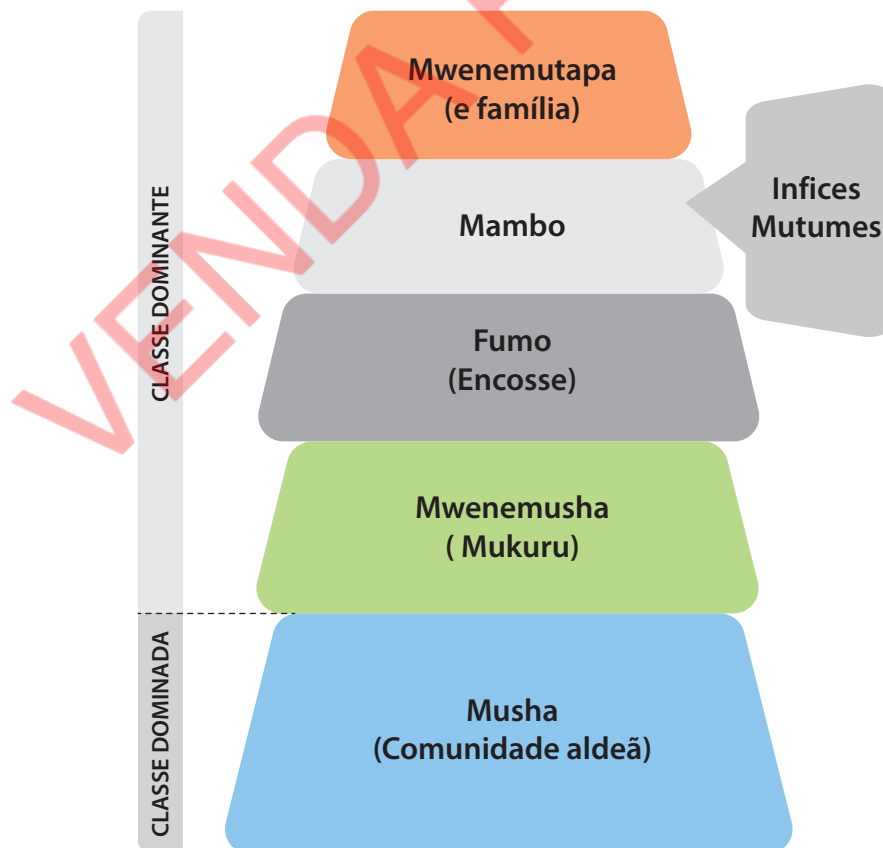 VENDA
CLASSE DOMINANTE
Mwenemutapa
(e família)
Mambo
Infices
Mutumes
Fumo
(Encosse)
Mwenemusha
( Mukuru)
CLASSE DOMINADA
Musha
(Comunidade aldeã)